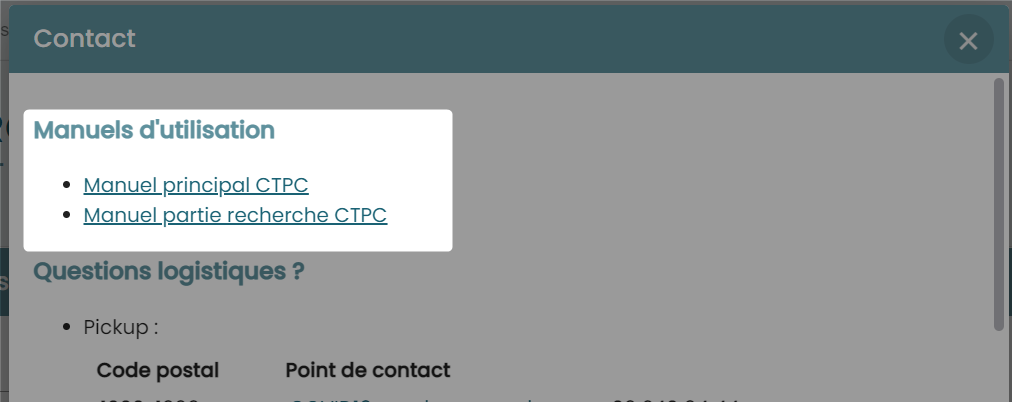 Contact
Manuels d'utilisation
Manuel principal CTPC
Manuel partie recherche CTPC
Questions logistiques ?
Pickup :
Code postal Point de contact